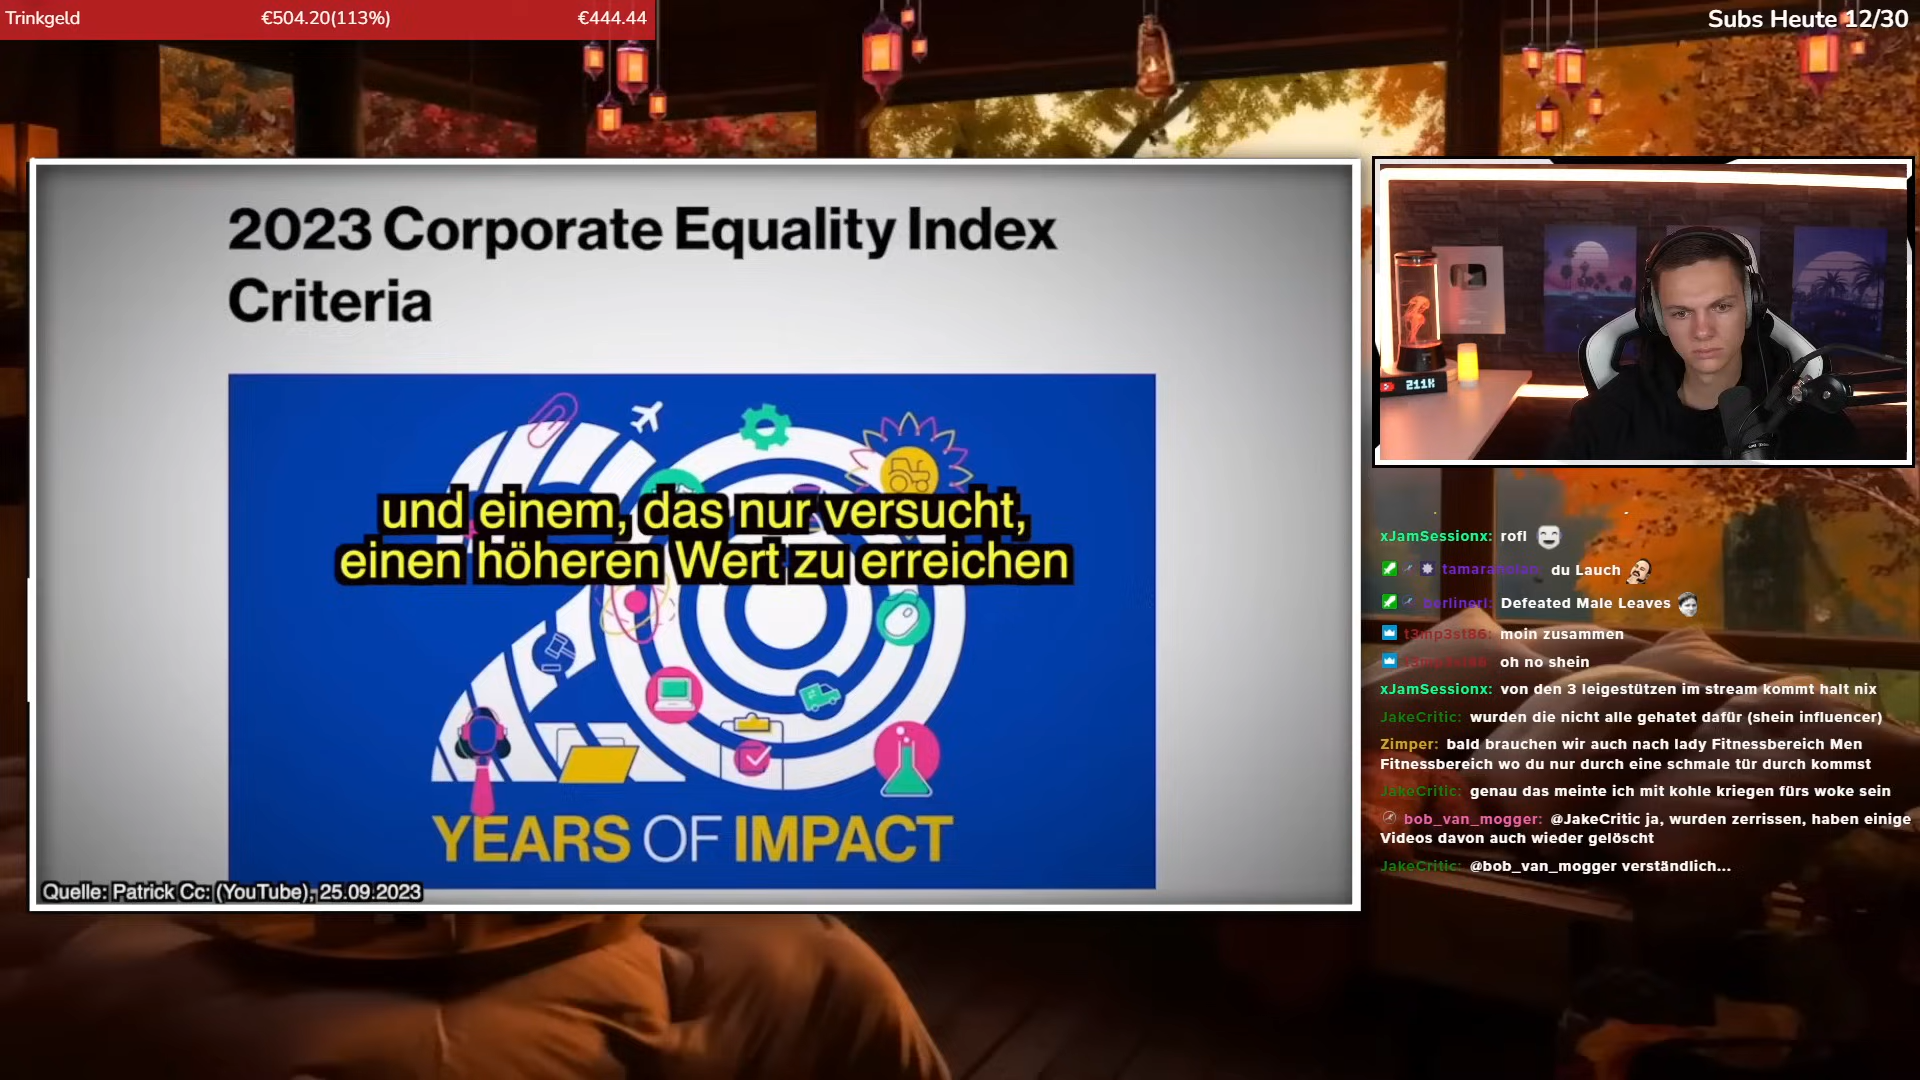 Trinkgeld €504.20(113%) €444.44
Subs Heute 12/30
2023 Corporate Equality Index
Criteria
und einem, das nur versucht,
einen höheren Wert zu erreichen
YEARS OF IMPACT
Quelle: Patrick Cc: (YouTube), 25.09.2023
211K
xJamSessionx: rofl
du Lauch
berlineri: Defeated Male Leaves
t3mp3st86: moin zusammen
t3mp3st86: oh no shein
xJamSessionx: von den 3 leigestützen im stream kommt halt nix
JakeCritic: wurden die nicht alle gehatet dafür (shein influencer)
Zimper: bald brauchen wir auch nach lady Fitnessbereich Men
Fitnessbereich wo du nur durch eine schmale tür durch kommst
JakeCritic: genau das meinte ich mit kohle kriegen fürs woke sein
bob_van_mogger: @JakeCritic ja, wurden zerrissen, haben einige
Videos davon auch wieder gelöscht
JakeCritic: @bob_van_mogger verständlich...